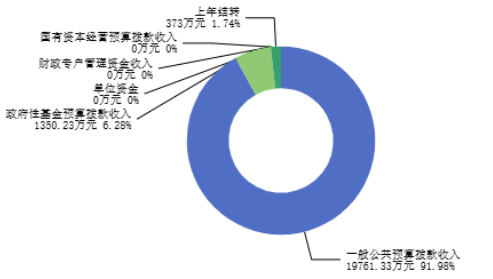 上年结转
373万元 1.74%
国有资本经营预算拨款收入
0万元 0%
财政专户管理资金收入
0万元 0%
单位资金
0万元 0%
政府性基金预算拨款收入
1350.23万元 6.28%
一般公共预算拨款收入
19761.33万元 91.98%